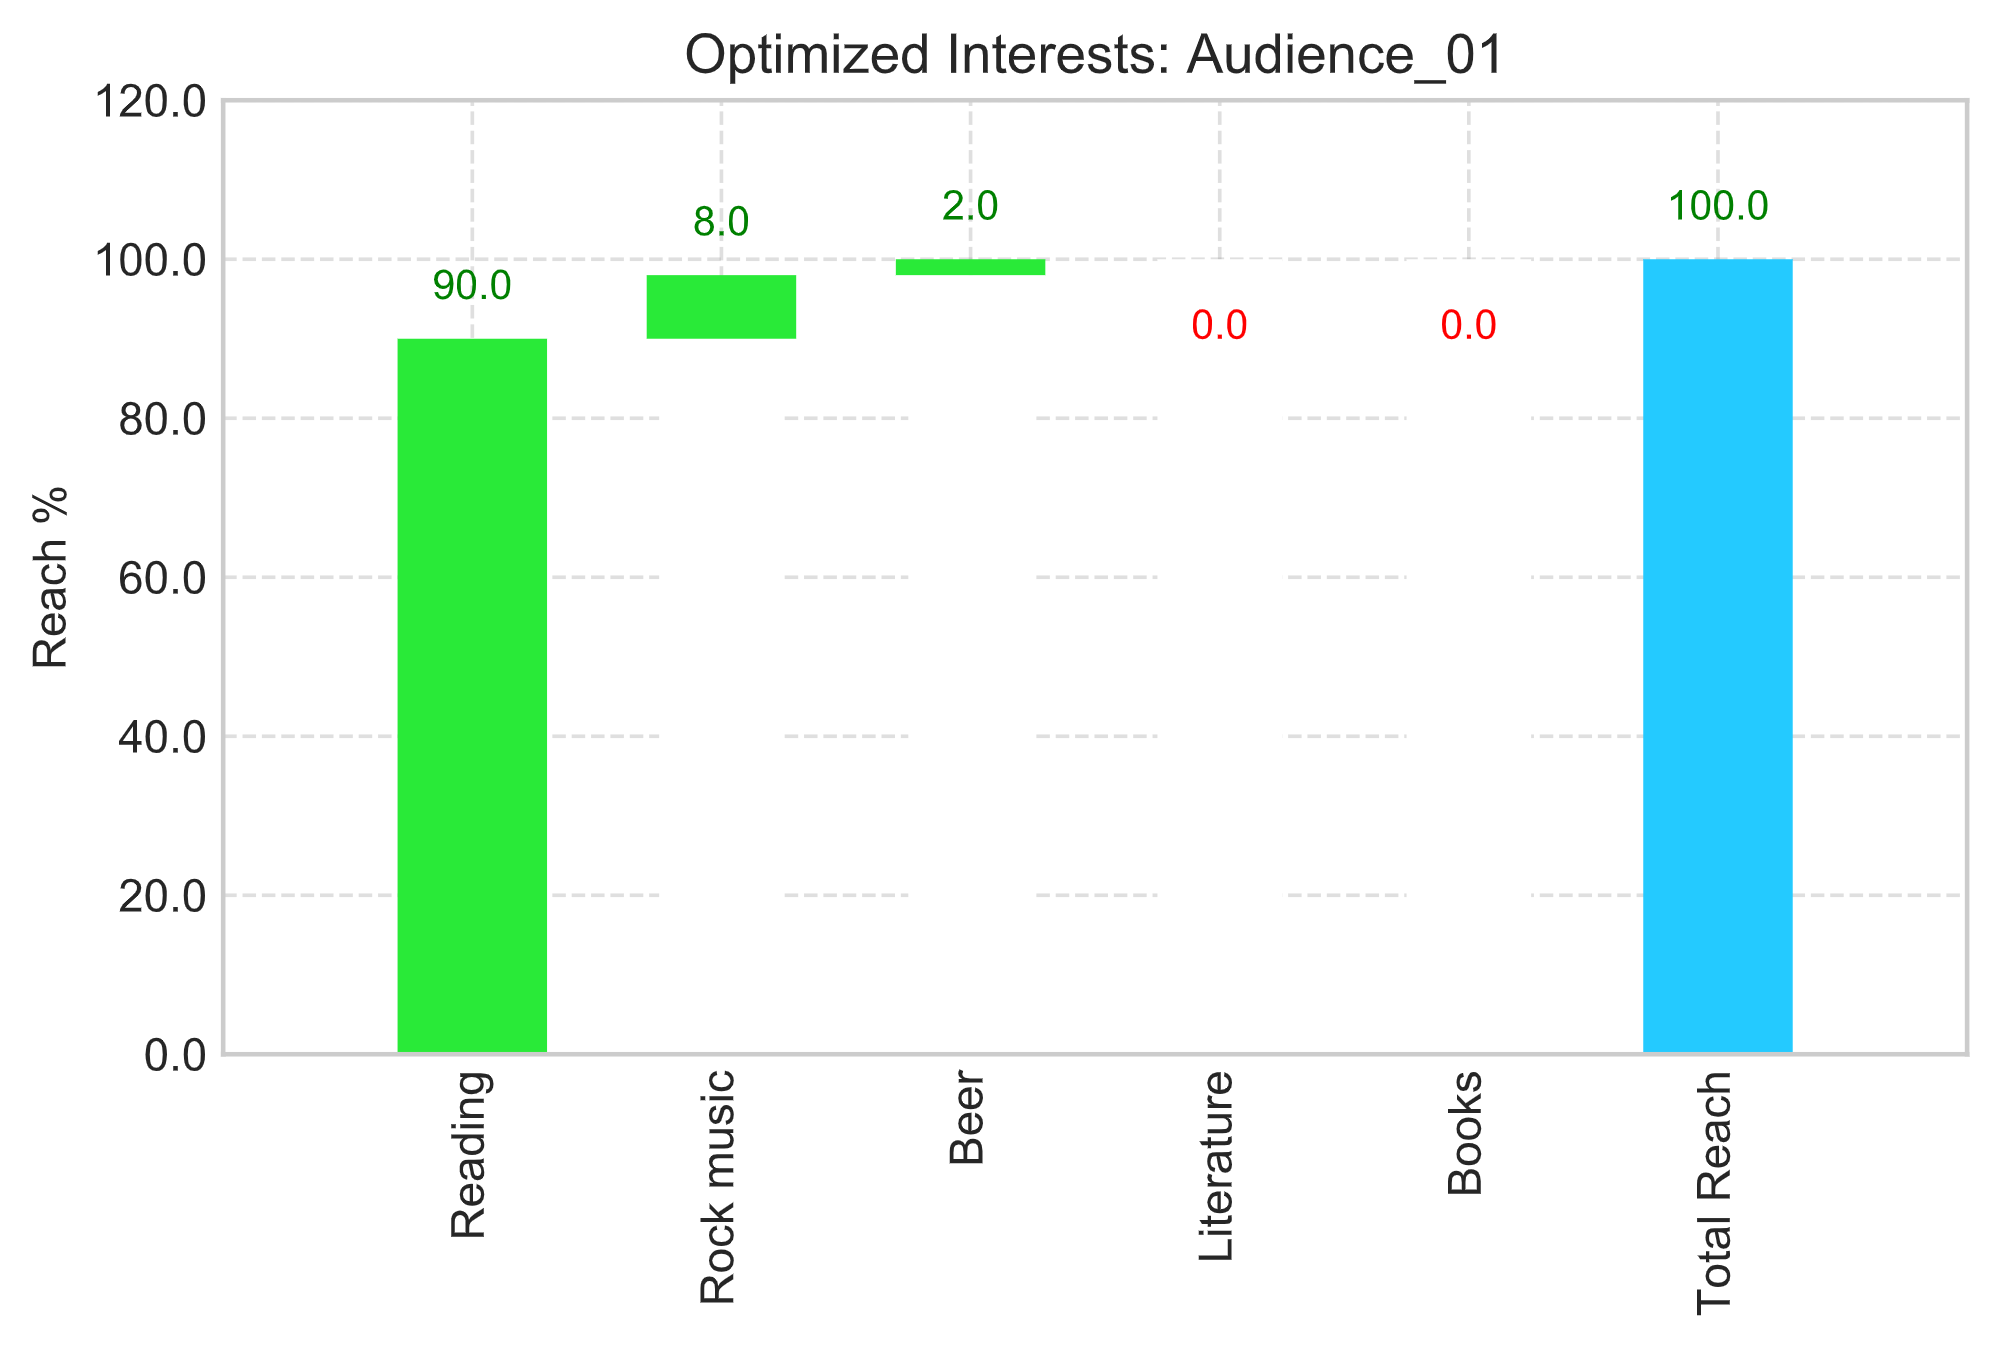 Optimized Interests: Audience_01
Reach %
120.0
100.0
80.0
60.0
40.0
20.0
0.0
90.0
8.0
2.0
0.0
0.0
100.0
Reading
Rock music
Beer
Literature
Books
Total Reach